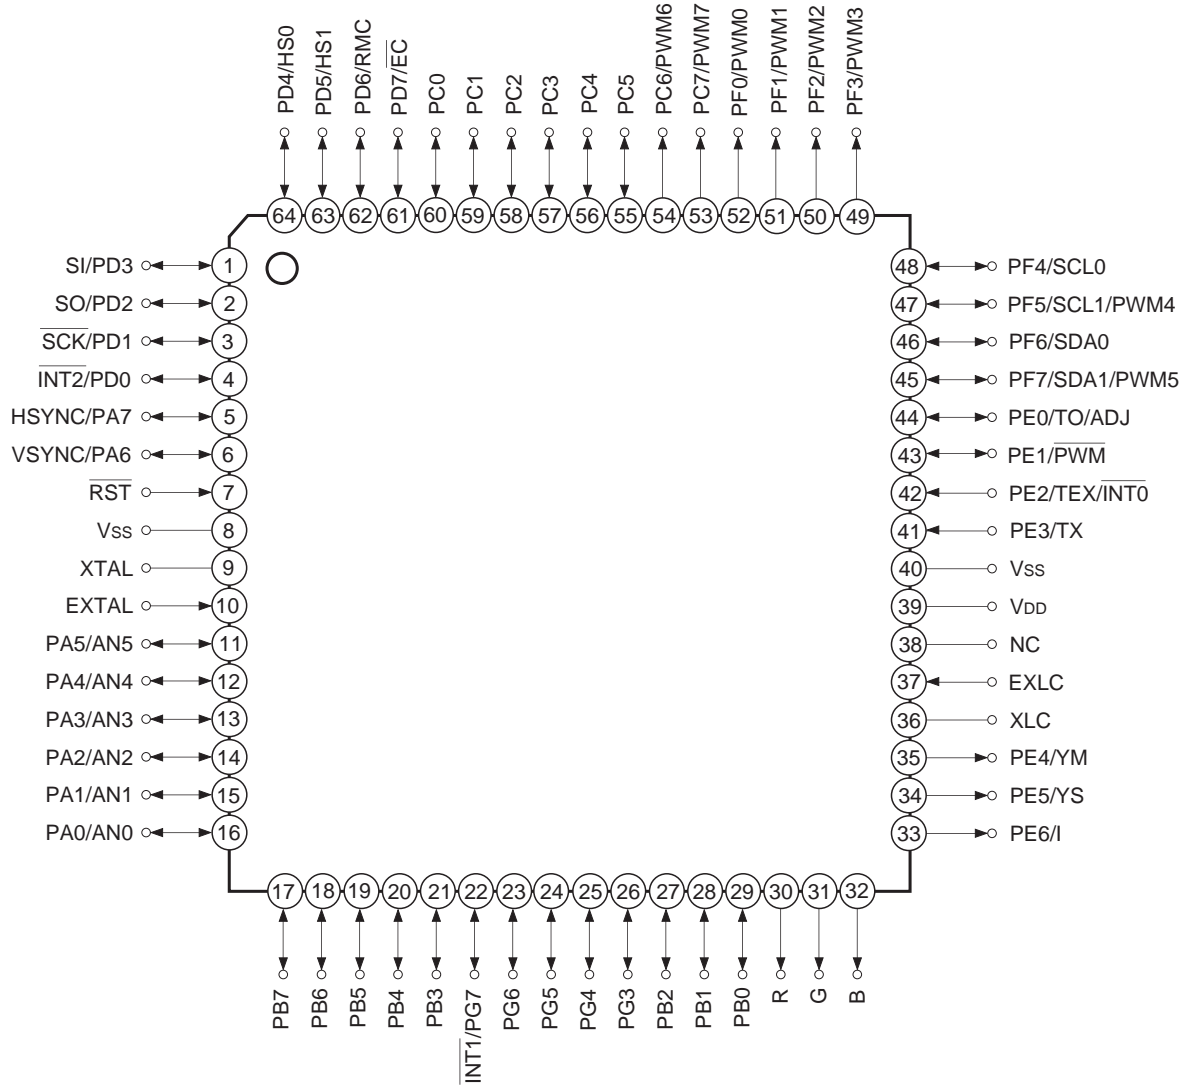 PD4/HS0
PD5/HS1
PD6/RMC
PD7/E̅C̅
PC0
PC1
PC2
PC3
PC4
PC5
PC6/PWM6
PC7/PWM7
PF0/PWM0
PF1/PWM1
PF2/PWM2
PF3/PWM3
64 63 62 61 60 59 58 57 56 55 54 53 52 51 50 49
SI/PD3 1 48 PF4/SCL0
SO/PD2 2 47 PF5/SCL1/PWM4
S̅C̅K̅/PD1 3 46 PF6/SDA0
I̅N̅T̅2̅/PD0 4 45 PF7/SDA1/PWM5
HSYNC/PA7 5 44 PE0/TO/ADJ
VSYNC/PA6 6 43 PE1/P̅W̅M̅
R̅S̅T̅ 7 42 PE2/TEX/I̅N̅T̅0̅
Vss 8 41 PE3/TX
XTAL 9 40 Vss
EXTAL 10 39 VDD
PA5/AN5 11 38 NC
PA4/AN4 12 37 EXLC
PA3/AN3 13 36 XLC
PA2/AN2 14 35 PE4/YM
PA1/AN1 15 34 PE5/YS
PA0/AN0 16 33 PE6/I
17 18 19 20 21 22 23 24 25 26 27 28 29 30 31 32
PB7
PB6
PB5
PB4
PB3
I̅N̅T̅1̅/PG7
PG6
PG5
PG4
PG3
PB2
PB1
PB0
R
G
B